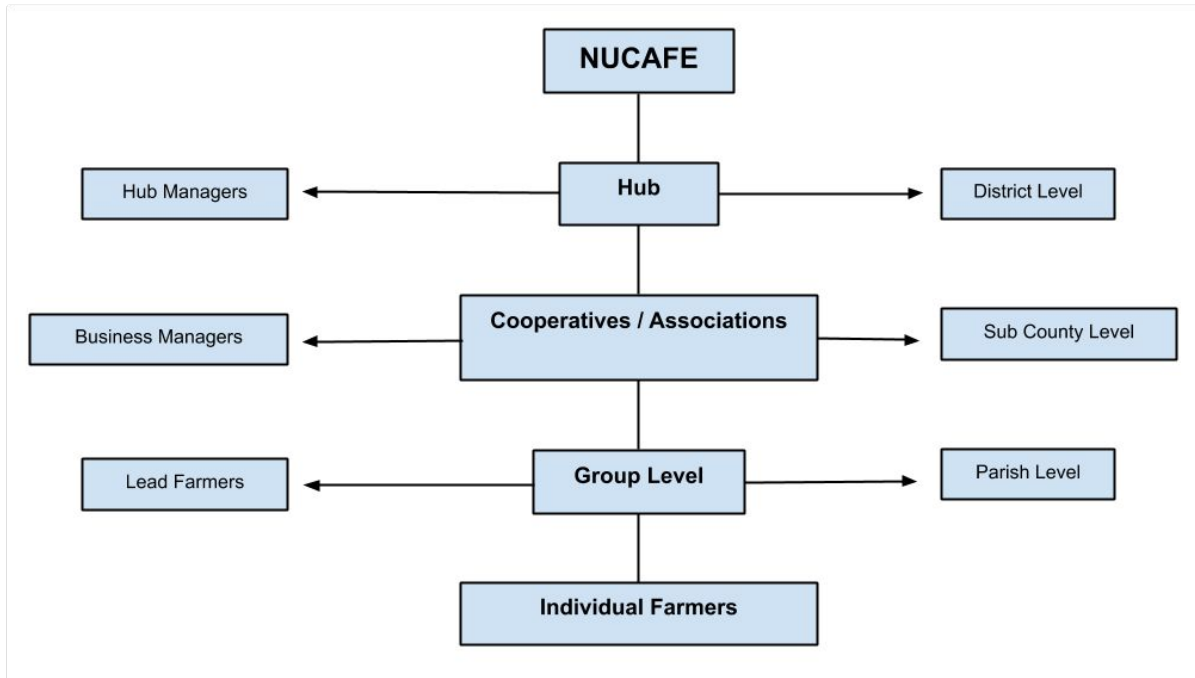 NUCAFE
Hub Managers
Hub
District Level
Business Managers
Cooperatives / Associations
Sub County Level
Lead Farmers
Group Level
Parish Level
Individual Farmers